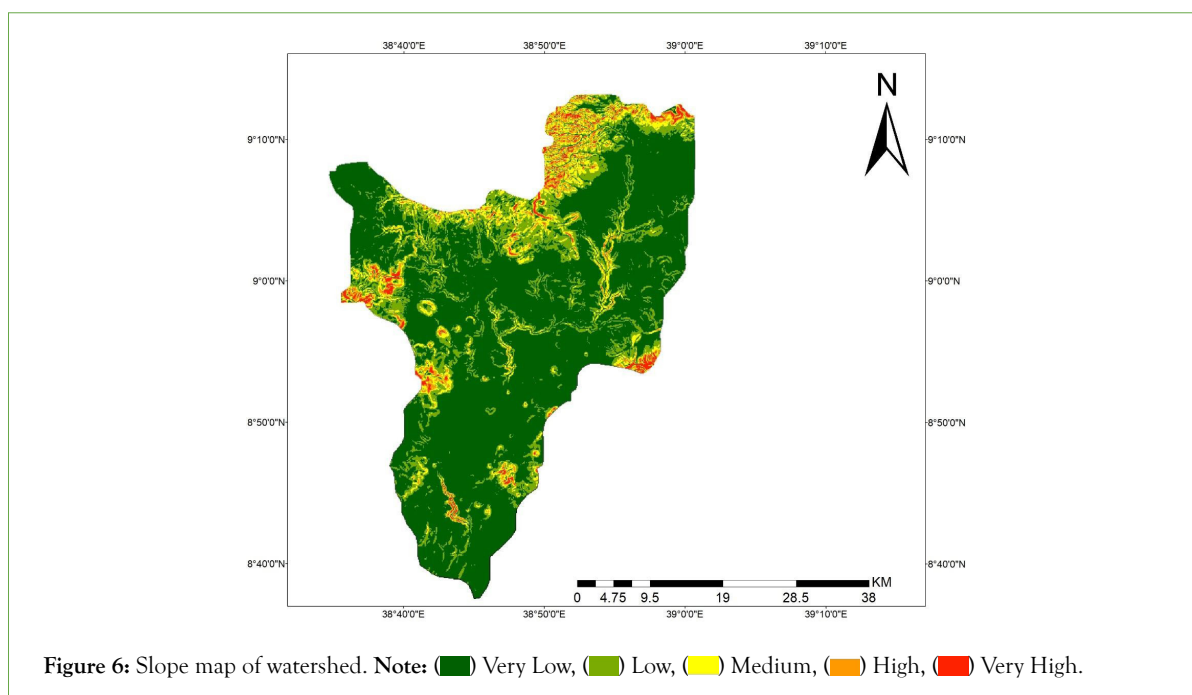 38°40'0"E 38°50'0"E 39°0'0"E 39°10'0"E
N
9°10'0"N 9°10'0"N
9°0'0"N 9°0'0"N
8°50'0"N 8°50'0"N
8°40'0"N 8°40'0"N
KM
0 4.75 9.5 19 28.5 38
38°40'0"E 38°50'0"E 39°0'0"E 39°10'0"E
Figure 6: Slope map of watershed. Note: ( ) Very Low, ( ) Low, ( ) Medium, ( ) High, ( ) Very High.